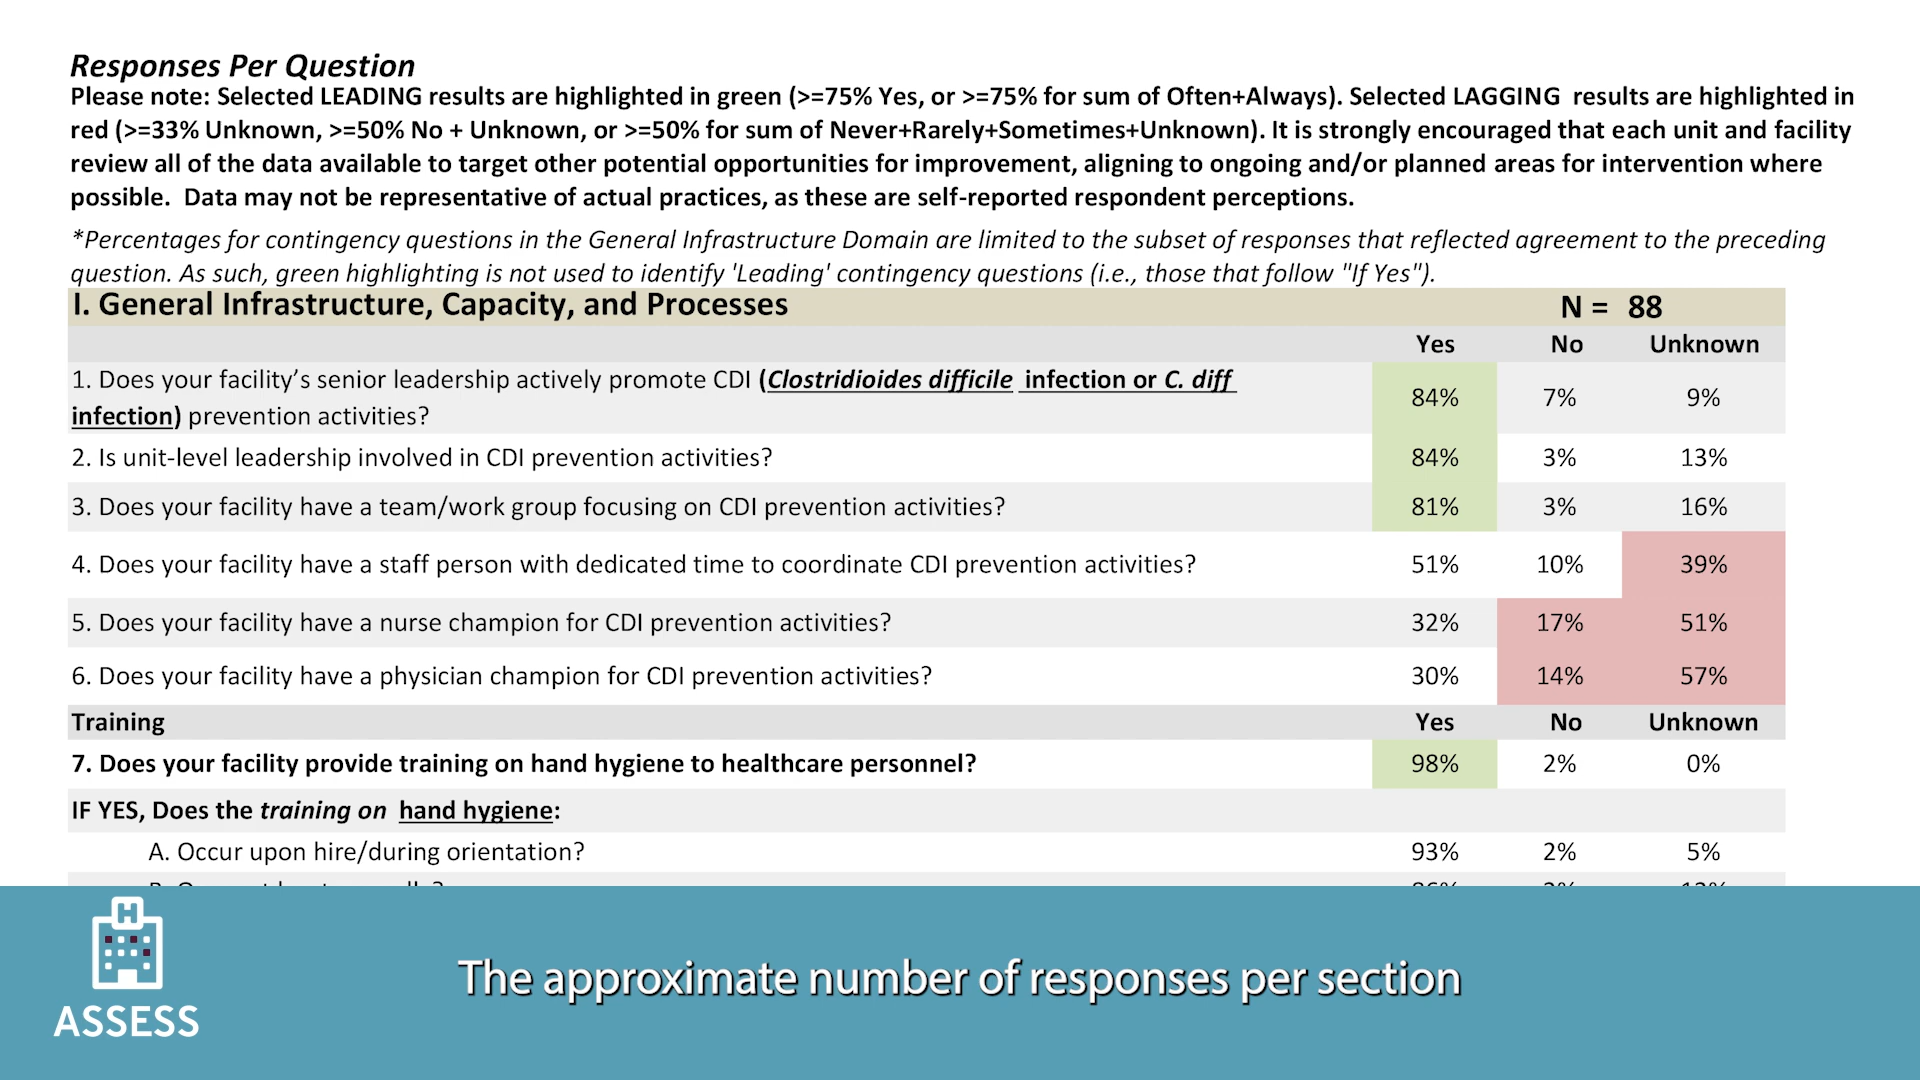 Responses Per Question
Please note: Selected LEADING results are highlighted in green (>=75% Yes, or >=75% for sum of Often+Always). Selected LAGGING results are highlighted in
red (>=33% Unknown, >=50% No + Unknown, or >=50% for sum of Never+Rarely+Sometimes+Unknown). It is strongly encouraged that each unit and facility
review all of the data available to target other potential opportunities for improvement, aligning to ongoing and/or planned areas for intervention where
possible. Data may not be representative of actual practices, as these are self-reported respondent perceptions.
*Percentages for contingency questions in the General Infrastructure Domain are limited to the subset of responses that reflected agreement to the preceding
question. As such, green highlighting is not used to identify 'Leading' contingency questions (i.e., those that follow "If Yes").
I. General Infrastructure, Capacity, and Processes N = 88
Yes No Unknown
1. Does your facility’s senior leadership actively promote CDI (Clostridioides difficile infection or C. diff
infection) prevention activities? 84% 7% 9%
2. Is unit-level leadership involved in CDI prevention activities? 84% 3% 13%
3. Does your facility have a team/work group focusing on CDI prevention activities? 81% 3% 16%
4. Does your facility have a staff person with dedicated time to coordinate CDI prevention activities? 51% 10% 39%
5. Does your facility have a nurse champion for CDI prevention activities? 32% 17% 51%
6. Does your facility have a physician champion for CDI prevention activities? 30% 14% 57%
Training Yes No Unknown
7. Does your facility provide training on hand hygiene to healthcare personnel? 98% 2% 0%
IF YES, Does the training on hand hygiene:
A. Occur upon hire/during orientation? 93% 2% 5%
H
ASSESS
The approximate number of responses per section